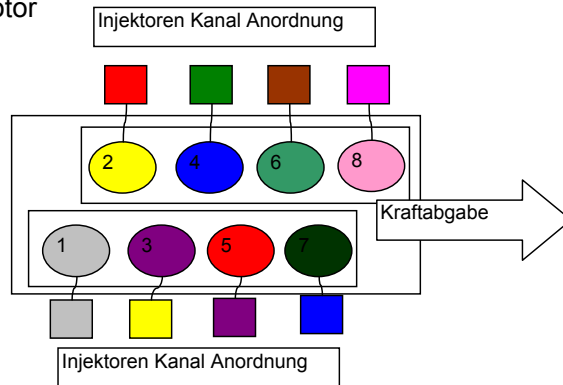 otor
Injektoren Kanal Anordnung
2 4 6 8
Kraftabgabe
1 3 5 7
Injektoren Kanal Anordnung